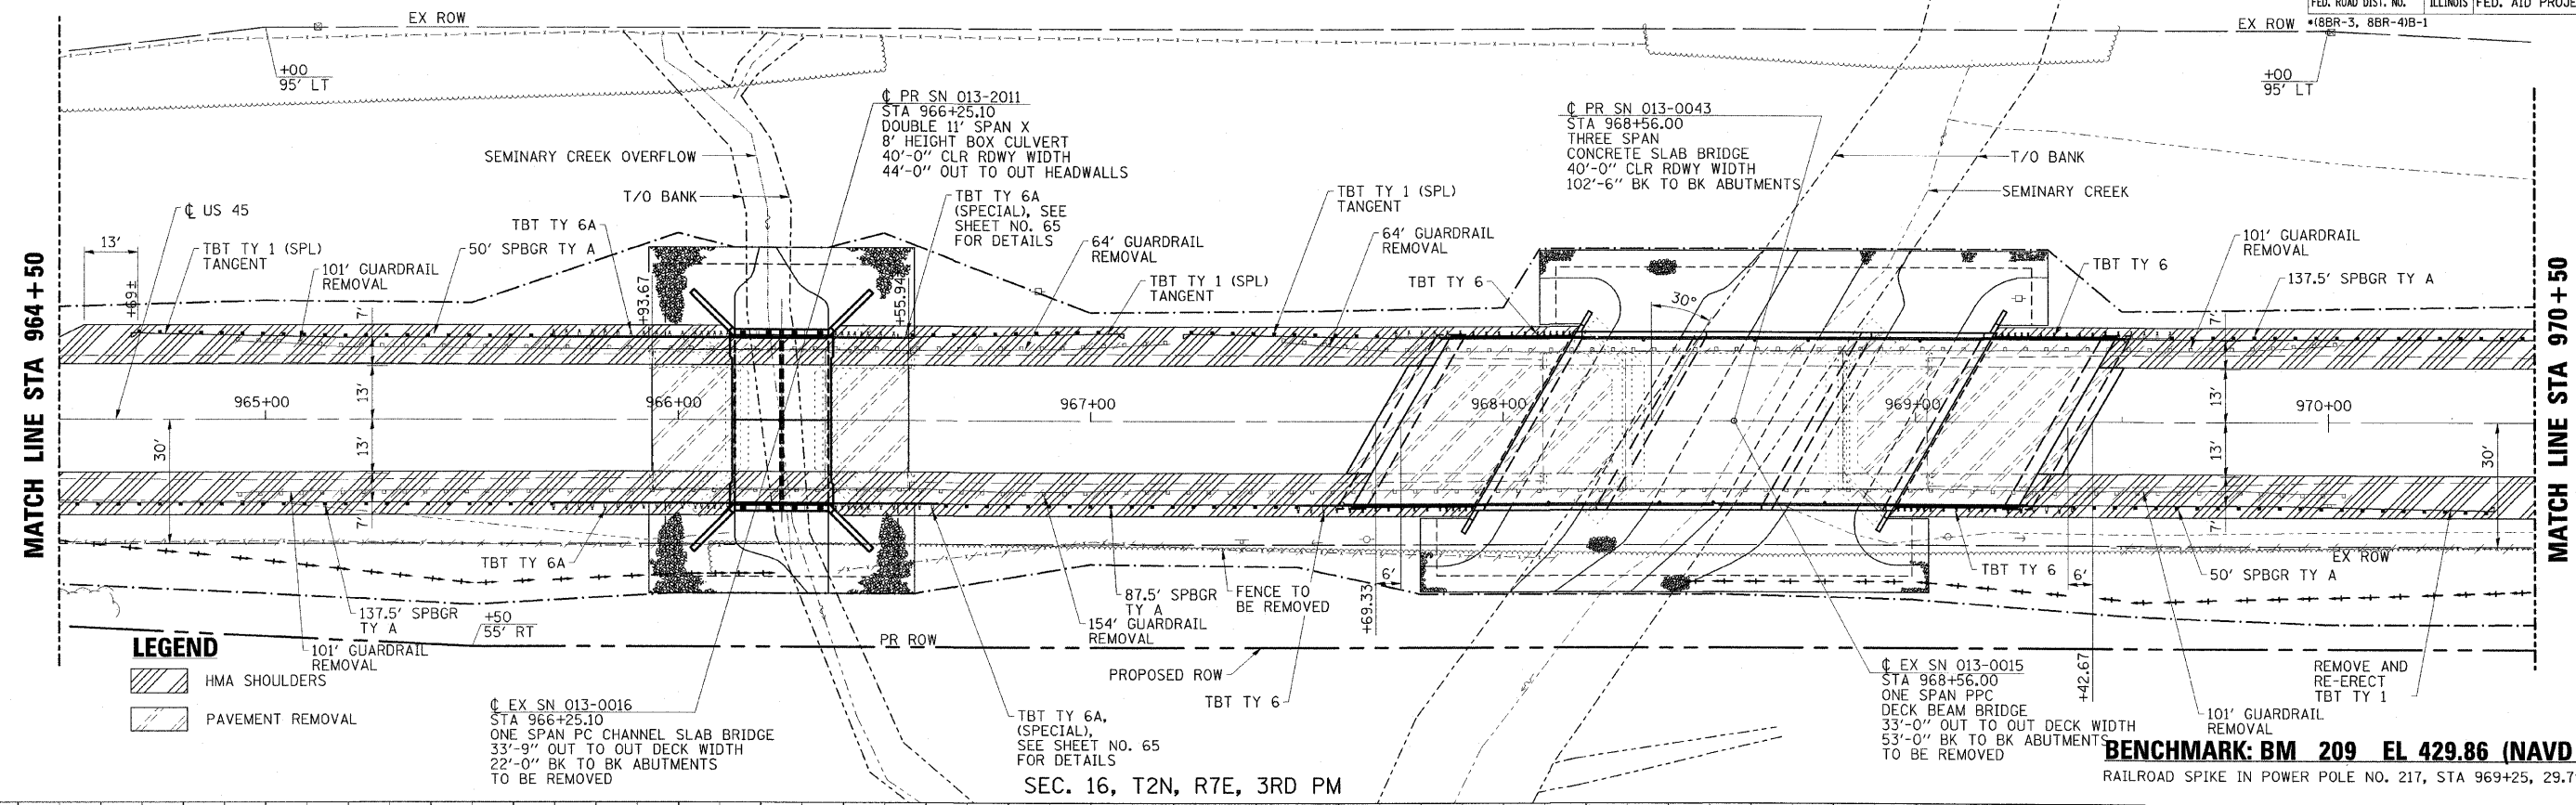 FED. ROAD DIST. NO.
ILLINOIS
FED. AID PROJE
*(8BR-3, 8BR-4)B-1
EX ROW
EX ROW
+00
95' LT
+00
95' LT
℄ PR SN 013-2011
STA 966+25.10
DOUBLE 11' SPAN X
8' HEIGHT BOX CULVERT
40'-0" CLR RDWY WIDTH
44'-0" OUT TO OUT HEADWALLS
℄ PR SN 013-0043
STA 968+56.00
THREE SPAN
CONCRETE SLAB BRIDGE
40'-0" CLR RDWY WIDTH
102'-6" BK TO BK ABUTMENTS
SEMINARY CREEK OVERFLOW
T/O BANK
T/O BANK
SEMINARY CREEK
MATCH LINE STA 964+50
℄ US 45
13'
TBT TY 1 (SPL)
TANGENT
101' GUARDRAIL
REMOVAL
50' SPBGR TY A
TBT TY 6A
TBT TY 6A
(SPECIAL), SEE
SHEET NO. 65
FOR DETAILS
64' GUARDRAIL
REMOVAL
TBT TY 1 (SPL)
TANGENT
TBT TY 1 (SPL)
TANGENT
64' GUARDRAIL
REMOVAL
TBT TY 6
30°
TBT TY 6
101' GUARDRAIL
REMOVAL
137.5' SPBGR TY A
MATCH LINE STA 970+50
+69±
+93.67
+55.94
7'
7'
13'
13'
965+00
966+00
967+00
968+00
969+00
970+00
30'
13'
13'
30'
7'
7'
TBT TY 6A
137.5' SPBGR
TY A
101' GUARDRAIL
REMOVAL
+50
55' RT
PR ROW
87.5' SPBGR
TY A
154' GUARDRAIL
REMOVAL
FENCE TO
BE REMOVED
+69.33
6'
PROPOSED ROW
TBT TY 6
TBT TY 6
6'
EX ROW
50' SPBGR TY A
+42.67
REMOVE AND
RE-ERECT
TBT TY 1
101' GUARDRAIL
REMOVAL
LEGEND
HMA SHOULDERS
PAVEMENT REMOVAL
℄ EX SN 013-0016
STA 966+25.10
ONE SPAN PC CHANNEL SLAB BRIDGE
33'-9" OUT TO OUT DECK WIDTH
22'-0" BK TO BK ABUTMENTS
TO BE REMOVED
TBT TY 6A,
(SPECIAL),
SEE SHEET NO. 65
FOR DETAILS
℄ EX SN 013-0015
STA 968+56.00
ONE SPAN PPC
DECK BEAM BRIDGE
33'-0" OUT TO OUT DECK WIDTH
53'-0" BK TO BK ABUTMENTS
TO BE REMOVED
SEC. 16, T2N, R7E, 3RD PM
BENCHMARK: BM 209 EL 429.86 (NAVD
RAILROAD SPIKE IN POWER POLE NO. 217, STA 969+25, 29.7'